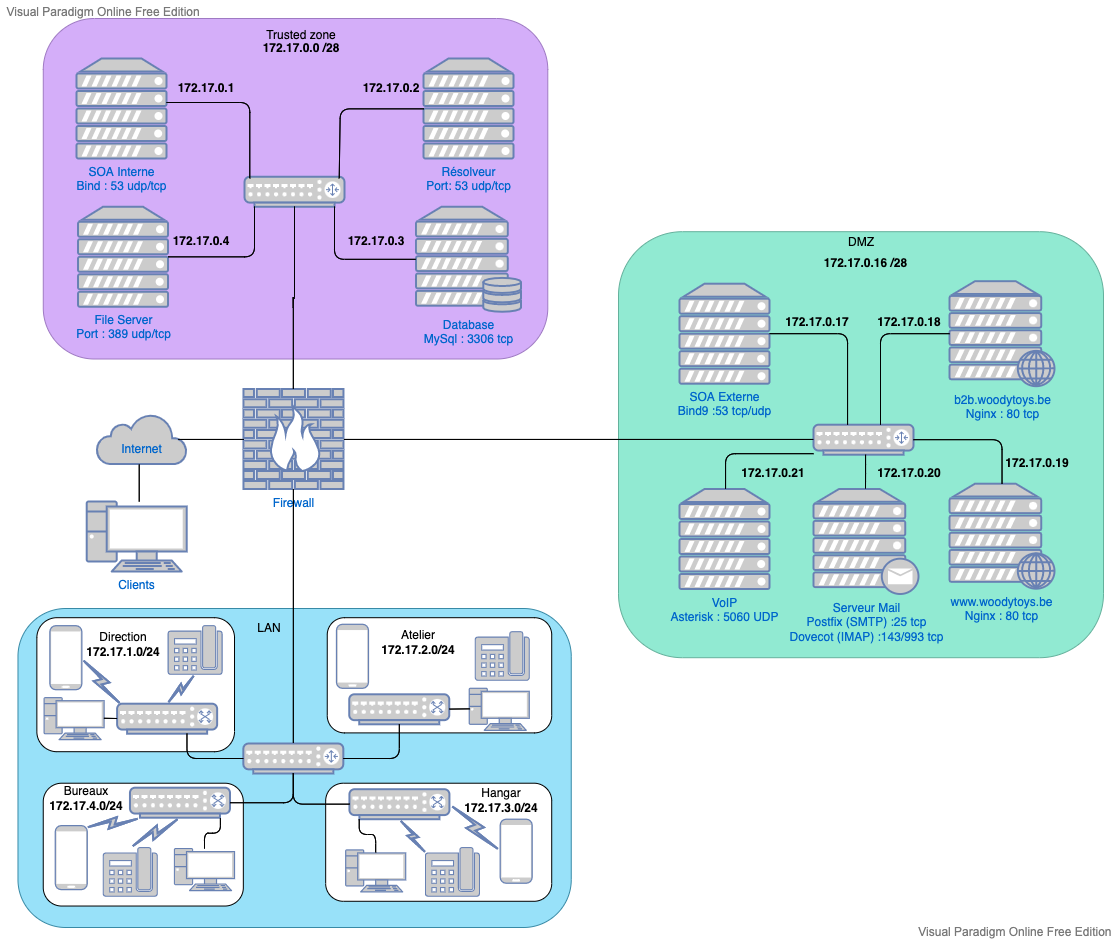 Visual Paradigm Online Free Edition
Trusted zone
172.17.0.0 /28
172.17.0.1
172.17.0.2
SOA Interne
Bind : 53 udp/tcp
Résolveur
Port: 53 udp/tcp
172.17.0.4
172.17.0.3
File Server
Port : 389 udp/tcp
Database
MySql : 3306 tcp
DMZ
172.17.0.16 /28
172.17.0.17
172.17.0.18
SOA Externe
Bind9 :53 tcp/udp
b2b.woodytoys.be
Nginx : 80 tcp
172.17.0.21
172.17.0.20
172.17.0.19
VoIP
Asterisk : 5060 UDP
Serveur Mail
Postfix (SMTP) :25 tcp
Dovecot (IMAP) :143/993 tcp
www.woodytoys.be
Nginx : 80 tcp
Internet
Firewall
Clients
LAN
Direction
172.17.1.0/24
Atelier
172.17.2.0/24
Bureaux
172.17.4.0/24
Hangar
172.17.3.0/24
Visual Paradigm Online Free Edition